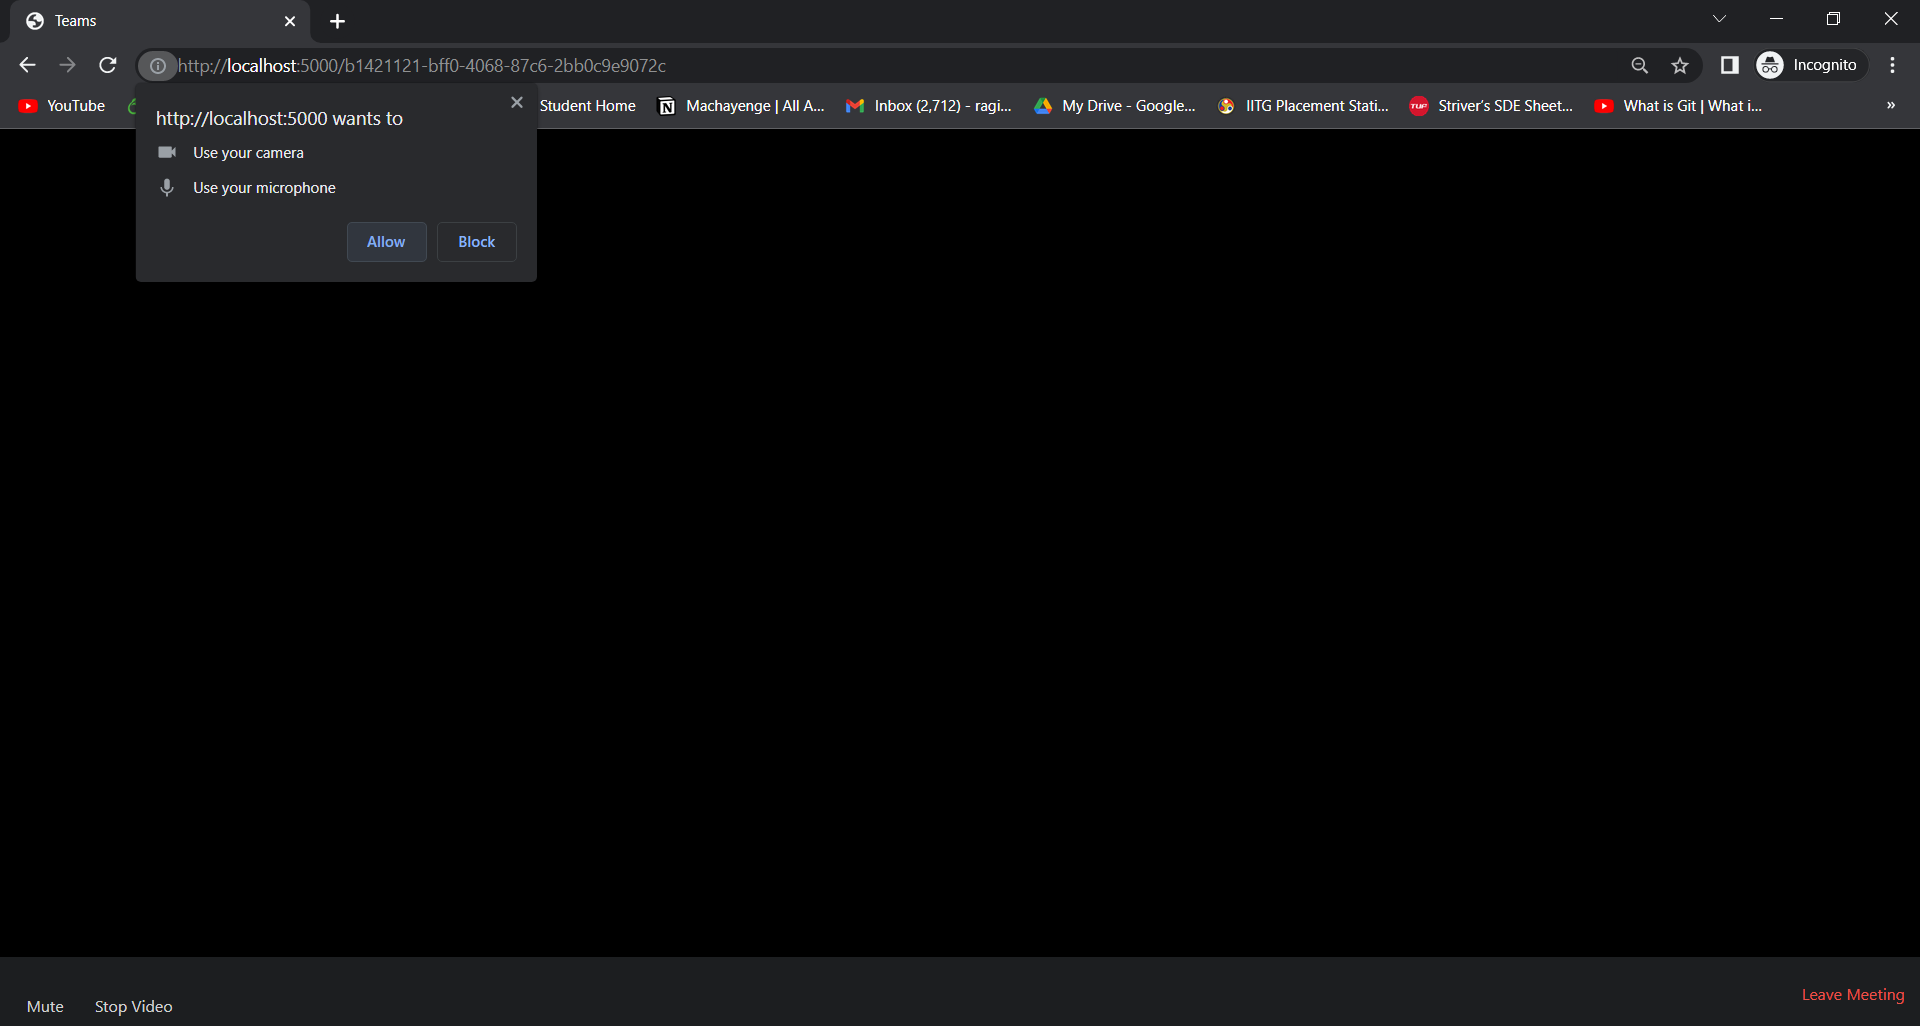 Teams
http://localhost:5000/b1421121-bff0-4068-87c6-2bb0c9e9072c
Incognito
YouTube
Student Home
Machayenge | All A...
Inbox (2,712) - ragi...
My Drive - Google...
IITG Placement Stati...
TUF
Striver's SDE Sheet...
What is Git | What i...
»
http://localhost:5000 wants to
Use your camera
Use your microphone
Allow
Block
Mute
Stop Video
Leave Meeting